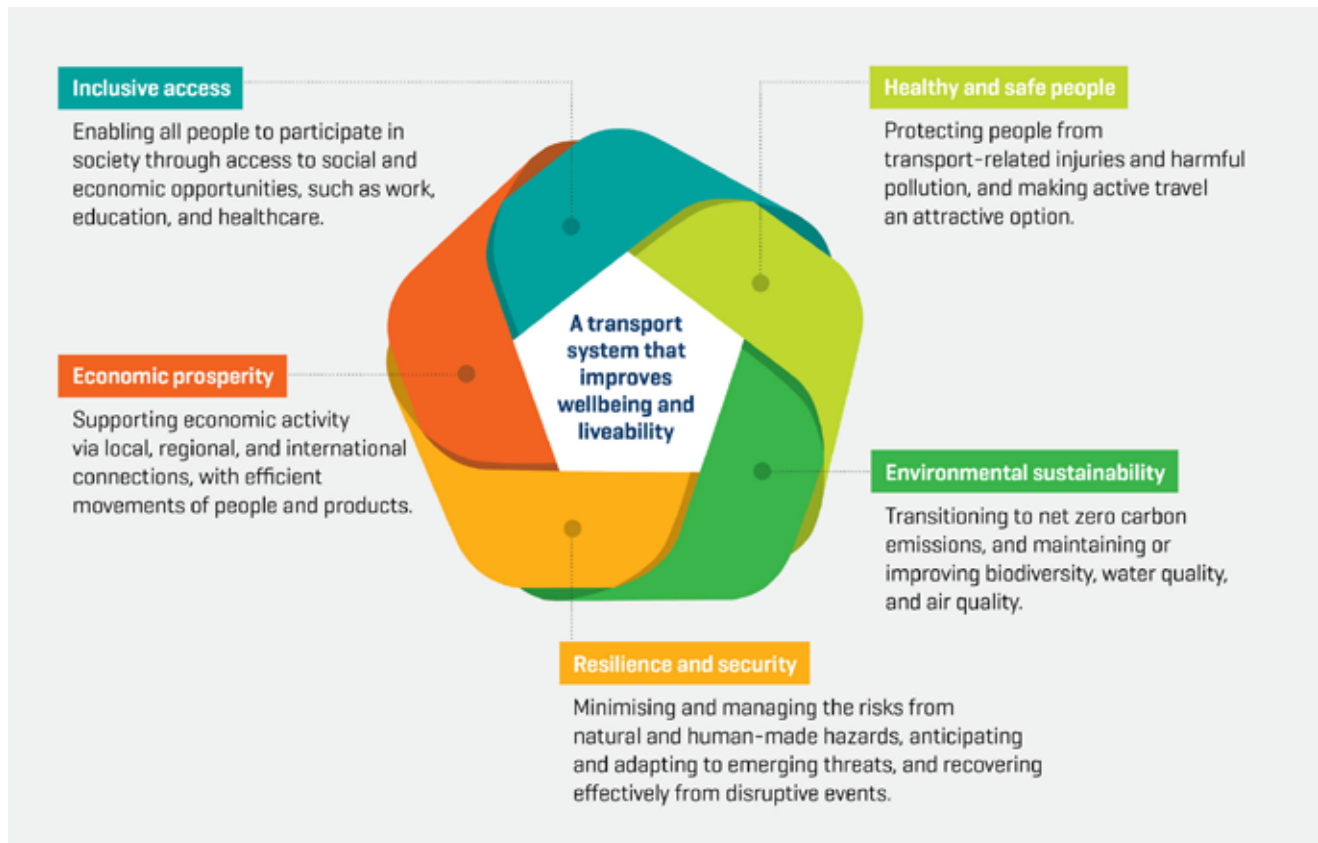 Inclusive access
Enabling all people to participate in
society through access to social and
economic opportunities, such as work,
education, and healthcare.
Healthy and safe people
Protecting people from
transport-related injuries and harmful
pollution, and making active travel
an attractive option.
A transport
system that
improves
wellbeing and
liveability
Economic prosperity
Supporting economic activity
via local, regional, and international
connections, with efficient
movements of people and products.
Environmental sustainability
Transitioning to net zero carbon
emissions, and maintaining or
improving biodiversity, water quality,
and air quality.
Resilience and security
Minimising and managing the risks from
natural and human-made hazards, anticipating
and adapting to emerging threats, and recovering
effectively from disruptive events.